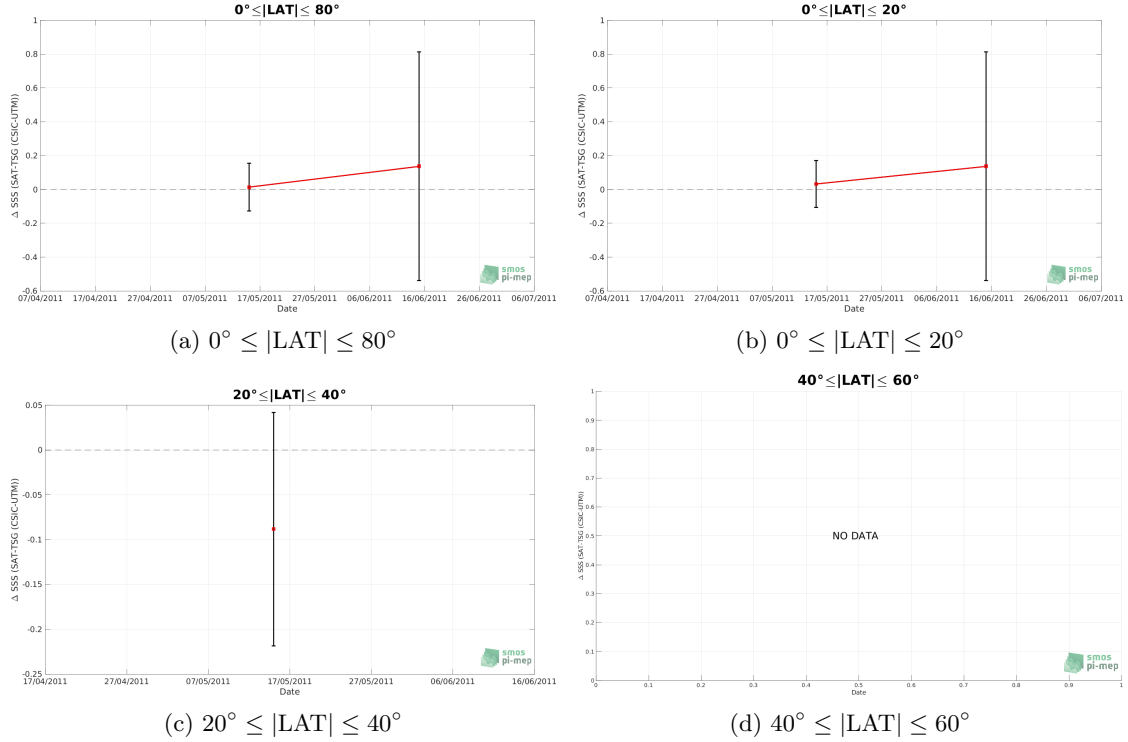 0°≤|LAT|≤ 80°
1
0.8
0.6
0.4
0.2
0
-0.2
-0.4
-0.6
Δ SSS (SAT-TSG (CSIC-UTM))
07/04/2011 17/04/2011 27/04/2011 07/05/2011 17/05/2011 27/05/2011 06/06/2011 16/06/2011 26/06/2011 06/07/2011
Date
smos
pi-mep
(a) 0° ≤ |LAT| ≤ 80°
0°≤|LAT|≤ 20°
1
0.8
0.6
0.4
0.2
0
-0.2
-0.4
-0.6
Δ SSS (SAT-TSG (CSIC-UTM))
07/04/2011 17/04/2011 27/04/2011 07/05/2011 17/05/2011 27/05/2011 06/06/2011 16/06/2011 26/06/2011 06/07/2011
Date
smos
pi-mep
(b) 0° ≤ |LAT| ≤ 20°
20°≤|LAT|≤ 40°
0.05
0
-0.05
-0.1
-0.15
-0.2
-0.25
Δ SSS (SAT-TSG (CSIC-UTM))
17/04/2011 27/04/2011 07/05/2011 17/05/2011 27/05/2011 06/06/2011 16/06/2011
Date
smos
pi-mep
(c) 20° ≤ |LAT| ≤ 40°
40°≤|LAT|≤ 60°
1
0.9
0.8
0.7
0.6
0.5
0.4
0.3
0.2
0.1
0
Δ SSS (SAT-TSG (CSIC-UTM))
NO DATA
0 0.1 0.2 0.3 0.4 0.5 0.6 0.7 0.8 0.9 1
Date
smos
pi-mep
(d) 40° ≤ |LAT| ≤ 60°